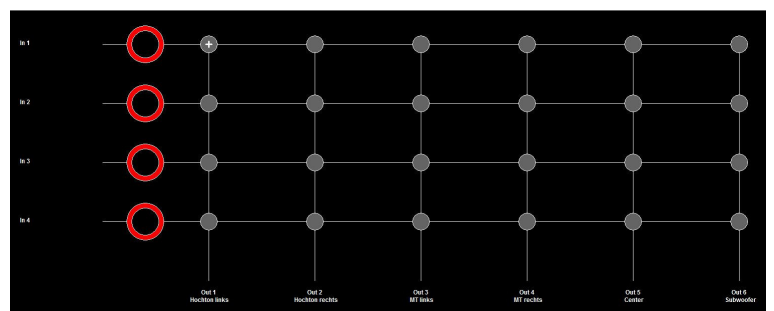 In 1
In 2
In 3
In 4
Out 1
Hochton links
Out 2
Hochton rechts
Out 3
MT links
Out 4
MT rechts
Out 5
Center
Out 6
Subwoofer